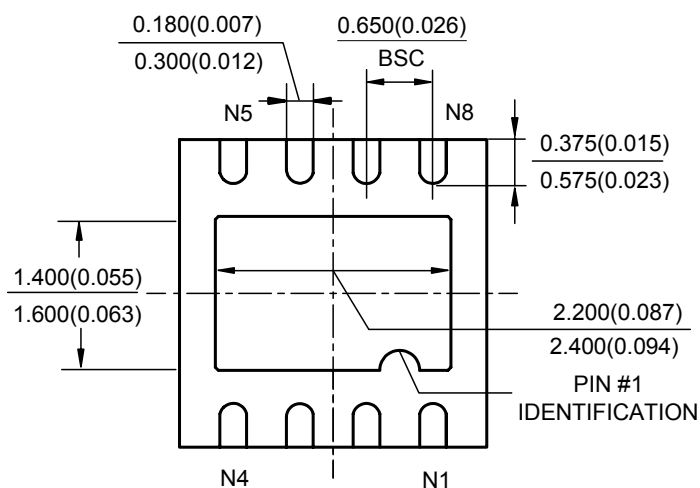 0.180(0.007)
0.300(0.012)
0.650(0.026)
BSC
N5
N8
0.375(0.015)
0.575(0.023)
1.400(0.055)
1.600(0.063)
2.200(0.087)
2.400(0.094)
PIN #1
IDENTIFICATION
N4
N1